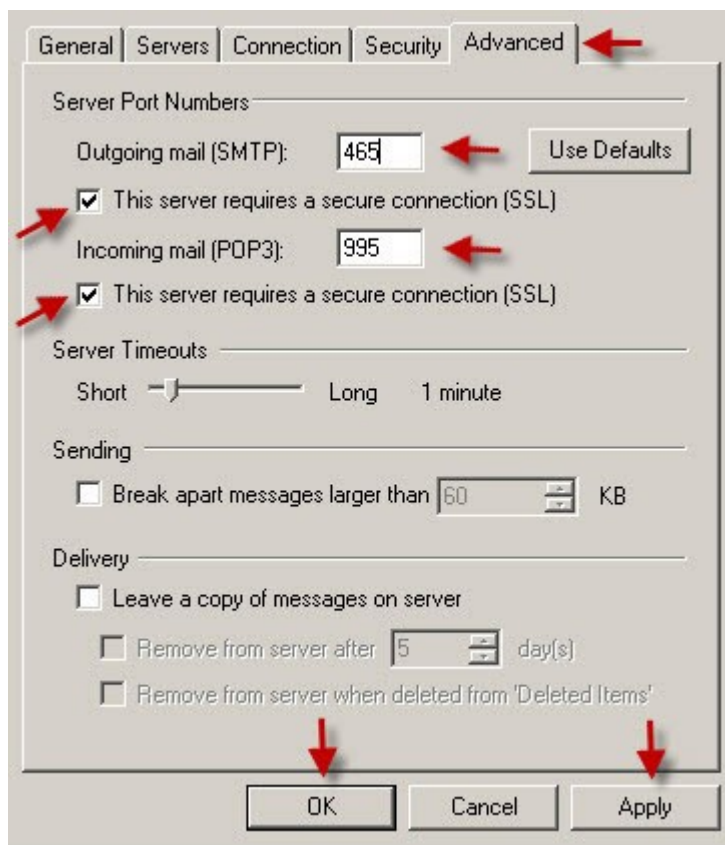 General Servers Connection Security Advanced
Server Port Numbers
Outgoing mail (SMTP): 465 Use Defaults
This server requires a secure connection (SSL)
Incoming mail (POP3): 995
This server requires a secure connection (SSL)
Server Timeouts
Short Long 1 minute
Sending
Break apart messages larger than 60 KB
Delivery
Leave a copy of messages on server
Remove from server after 5 day(s)
Remove from server when deleted from 'Deleted Items'
OK Cancel Apply